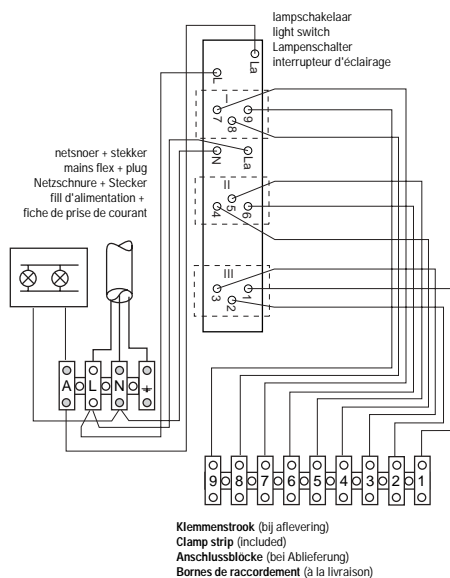 lampschakelaar
light switch
Lampenschalter
interrupteur d'éclairage
La
L
I
7
8
9
N
La
II
4
5
6
III
3
2
1
netsnoer + stekker
mains flex + plug
Netzschnure + Stecker
fill d'alimentation +
fiche de prise de courant
A L N
9 8 7 6 5 4 3 2 1
Klemmenstrook (bij aflevering)
Clamp strip (included)
Anschlussblöcke (bei Ablieferung)
Bornes de raccordement (à la livraison)